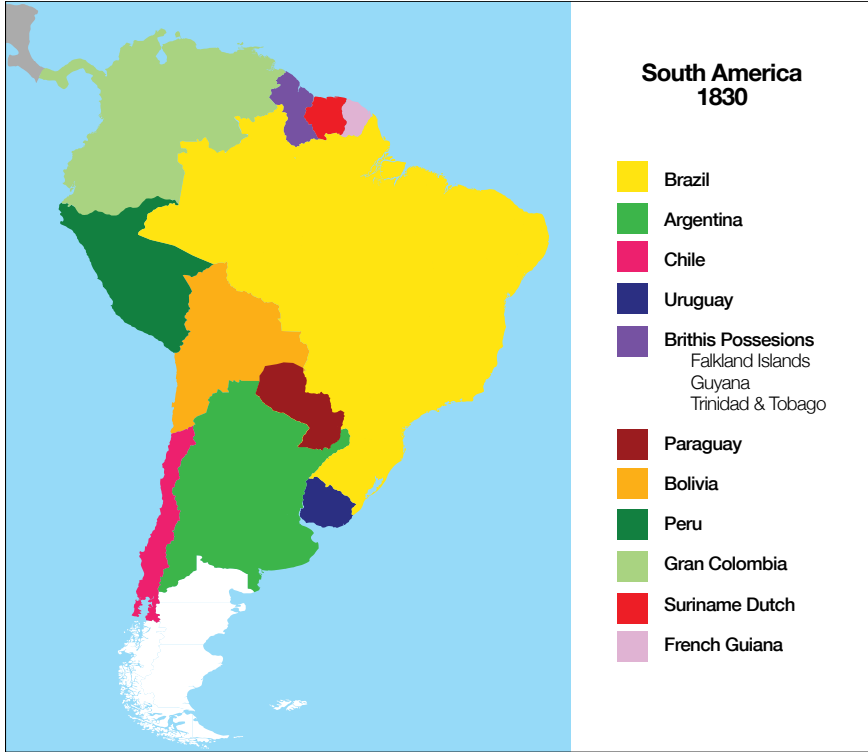 South America
1830
Brazil
Argentina
Chile
Uruguay
Brithis Possesions
Falkland Islands
Guyana
Trinidad & Tobago
Paraguay
Bolivia
Peru
Gran Colombia
Suriname Dutch
French Guiana